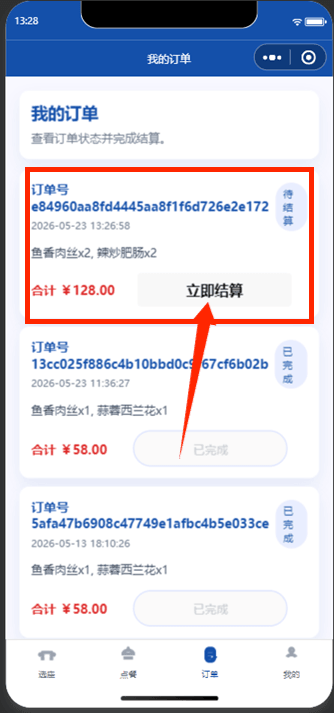 13:28
我的订单
我的订单
查看订单状态并完成结算。
订单号
e84960aa8fd4445aa8f1f6d726e2e172
待结算
2026-05-23 13:26:58
鱼香肉丝x2, 辣炒肥肠x2
合计 ￥128.00
立即结算
订单号
已完成
2026-05-23 11:36:27
鱼香肉丝x1, 蒜蓉西兰花x1
合计 ￥58.00
已完成
订单号
5afa47b6908c47749e1afbc4b5e033ce
已完成
2026-05-13 18:10:26
鱼香肉丝x1, 蒜蓉西兰花x1
合计 ￥58.00
已完成
选座
点餐
订单
我的